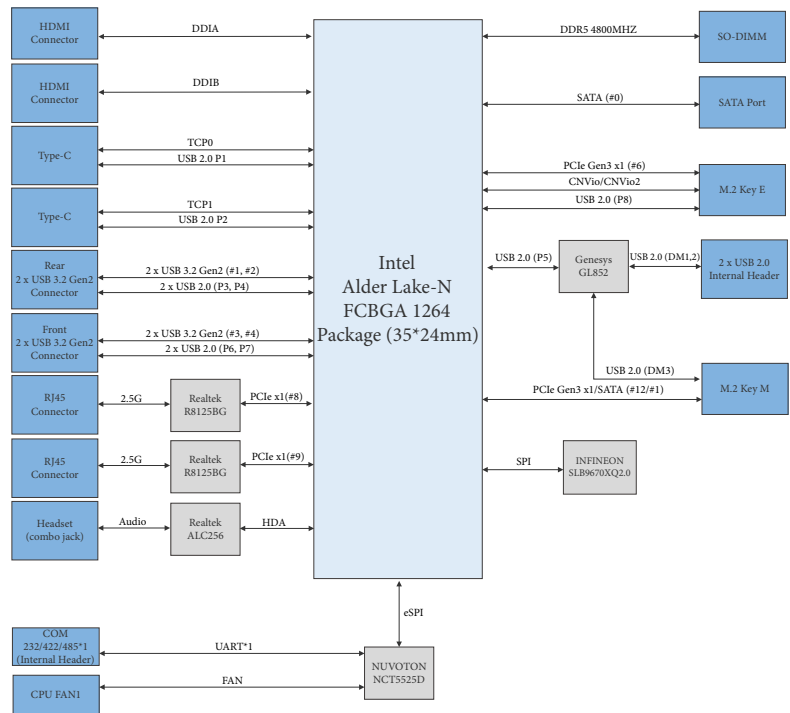 HDMI
Connector
DDIA
HDMI
Connector
DDIB
Type-C
TCP0
USB 2.0 P1
Type-C
TCP1
USB 2.0 P2
Rear
2 x USB 3.2 Gen2
Connector
2 x USB 3.2 Gen2 (#1, #2)
2 x USB 2.0 (P3, P4)
Front
2 x USB 3.2 Gen2
Connector
2 x USB 3.2 Gen2 (#3, #4)
2 x USB 2.0 (P6, P7)
RJ45
Connector
2.5G
Realtek
R8125BG
PCIe x1(#8)
RJ45
Connector
2.5G
Realtek
R8125BG
PCIe x1(#9)
Headset
(combo jack)
Audio
Realtek
ALC256
HDA
Intel
Alder Lake-N
FCBGA 1264
Package (35*24mm)
DDR5 4800MHZ
SO-DIMM
SATA (#0)
SATA Port
PCIe Gen3 x1 (#6)
CNVio/CNVio2
USB 2.0 (P8)
M.2 Key E
USB 2.0 (P5)
Genesys
GL852
USB 2.0 (DM1,2)
2 x USB 2.0
Internal Header
USB 2.0 (DM3)
PCIe Gen3 x1/SATA (#12/#1)
M.2 Key M
SPI
INFINEON
SLB9670XQ2.0
eSPI
COM
232/422/485*1
(Internal Header)
UART*1
NUVOTON
NCT5525D
CPU FAN1
FAN